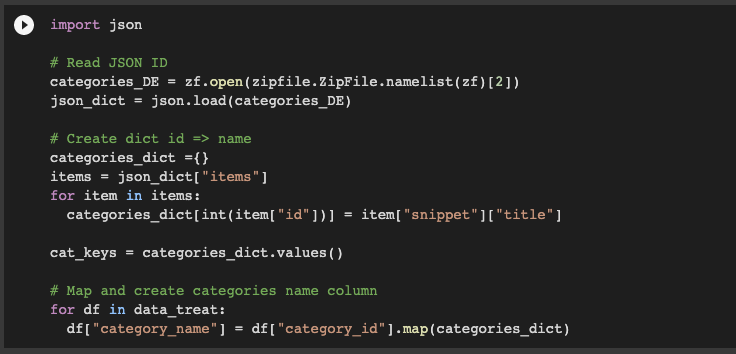 import json
# Read JSON ID
categories_DE = zf.open(zipfile.ZipFile.namelist(zf)[2])
json_dict = json.load(categories_DE)
# Create dict id => name
categories_dict ={}
items = json_dict["items"]
for item in items:
  categories_dict[int(item["id"])] = item["snippet"]["title"]
cat_keys = categories_dict.values()
# Map and create categories name column
for df in data_treat:
  df["category_name"] = df["category_id"].map(categories_dict)